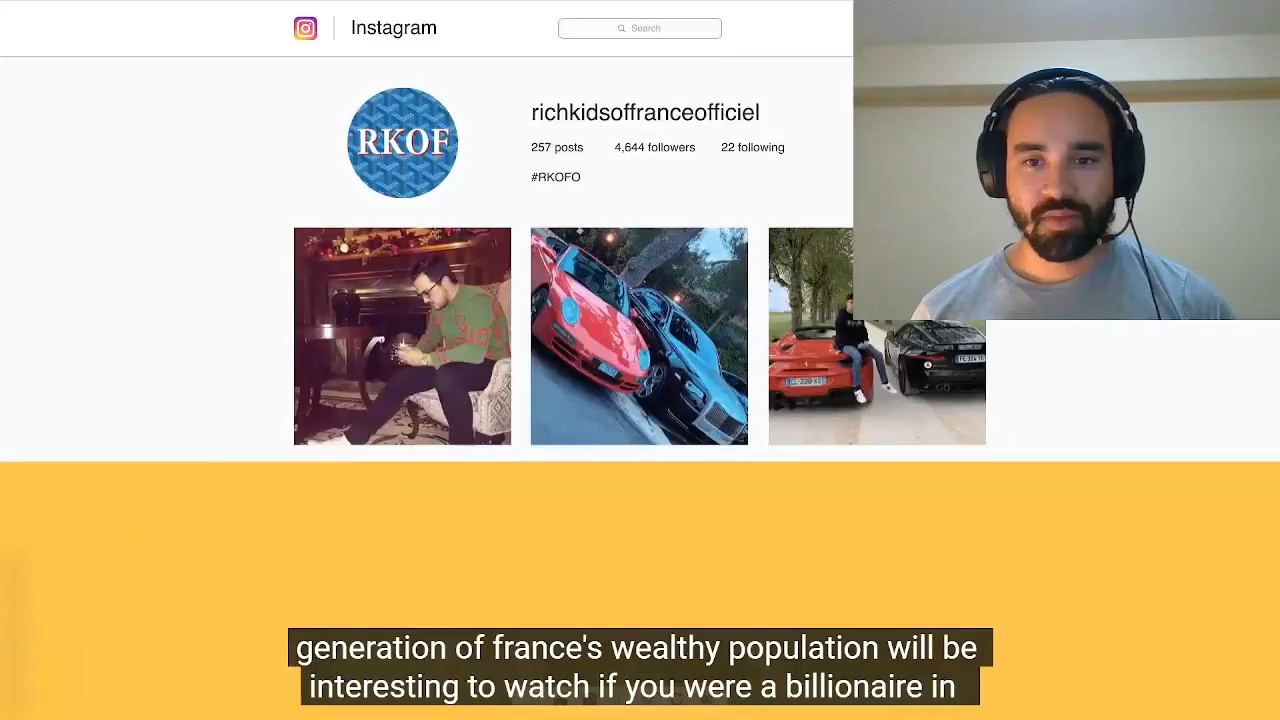 Instagram
Search
richkidsoffranceofficiel
257 posts 4,644 followers 22 following
#RKOFO
RKOF
generation of france's wealthy population will be
interesting to watch if you were a billionaire in